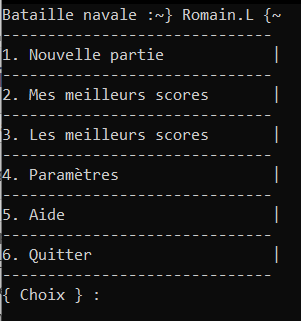 Bataille navale :~} Romain.L {~
------------------------------
1. Nouvelle partie |
------------------------------
2. Mes meilleurs scores |
------------------------------
3. Les meilleurs scores |
------------------------------
4. Paramètres |
------------------------------
5. Aide |
------------------------------
6. Quitter |
------------------------------
{ Choix } :